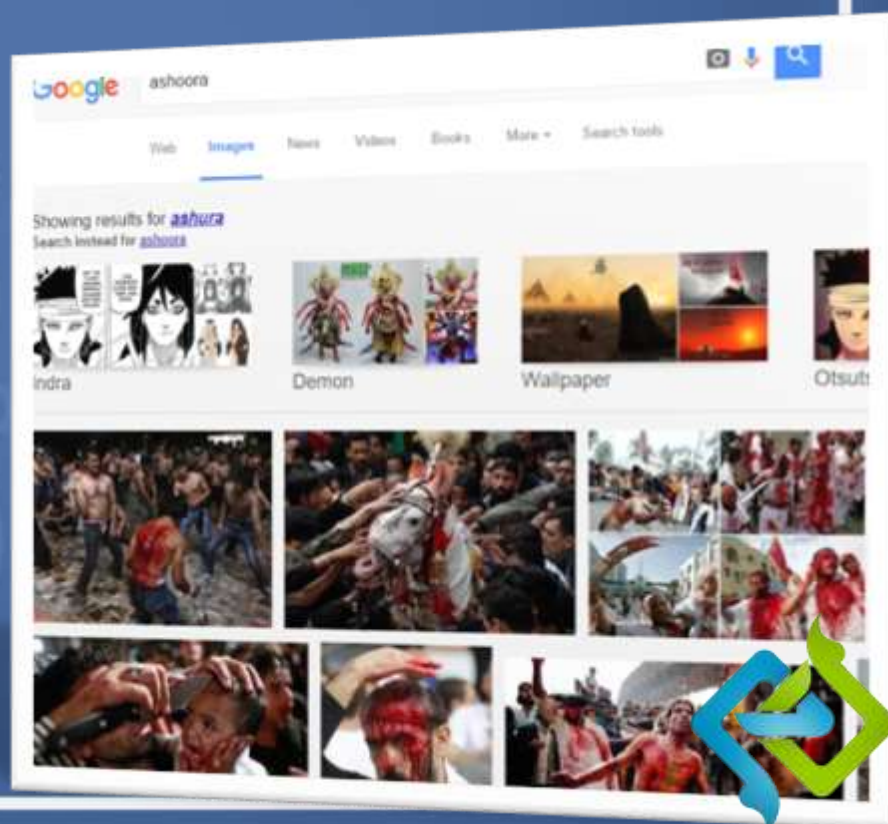 Google ashoora
Web Images News Videos Books More Search tools
Showing results for ashura
Search instead for ashoora
Indra Demon Wallpaper Otsuts